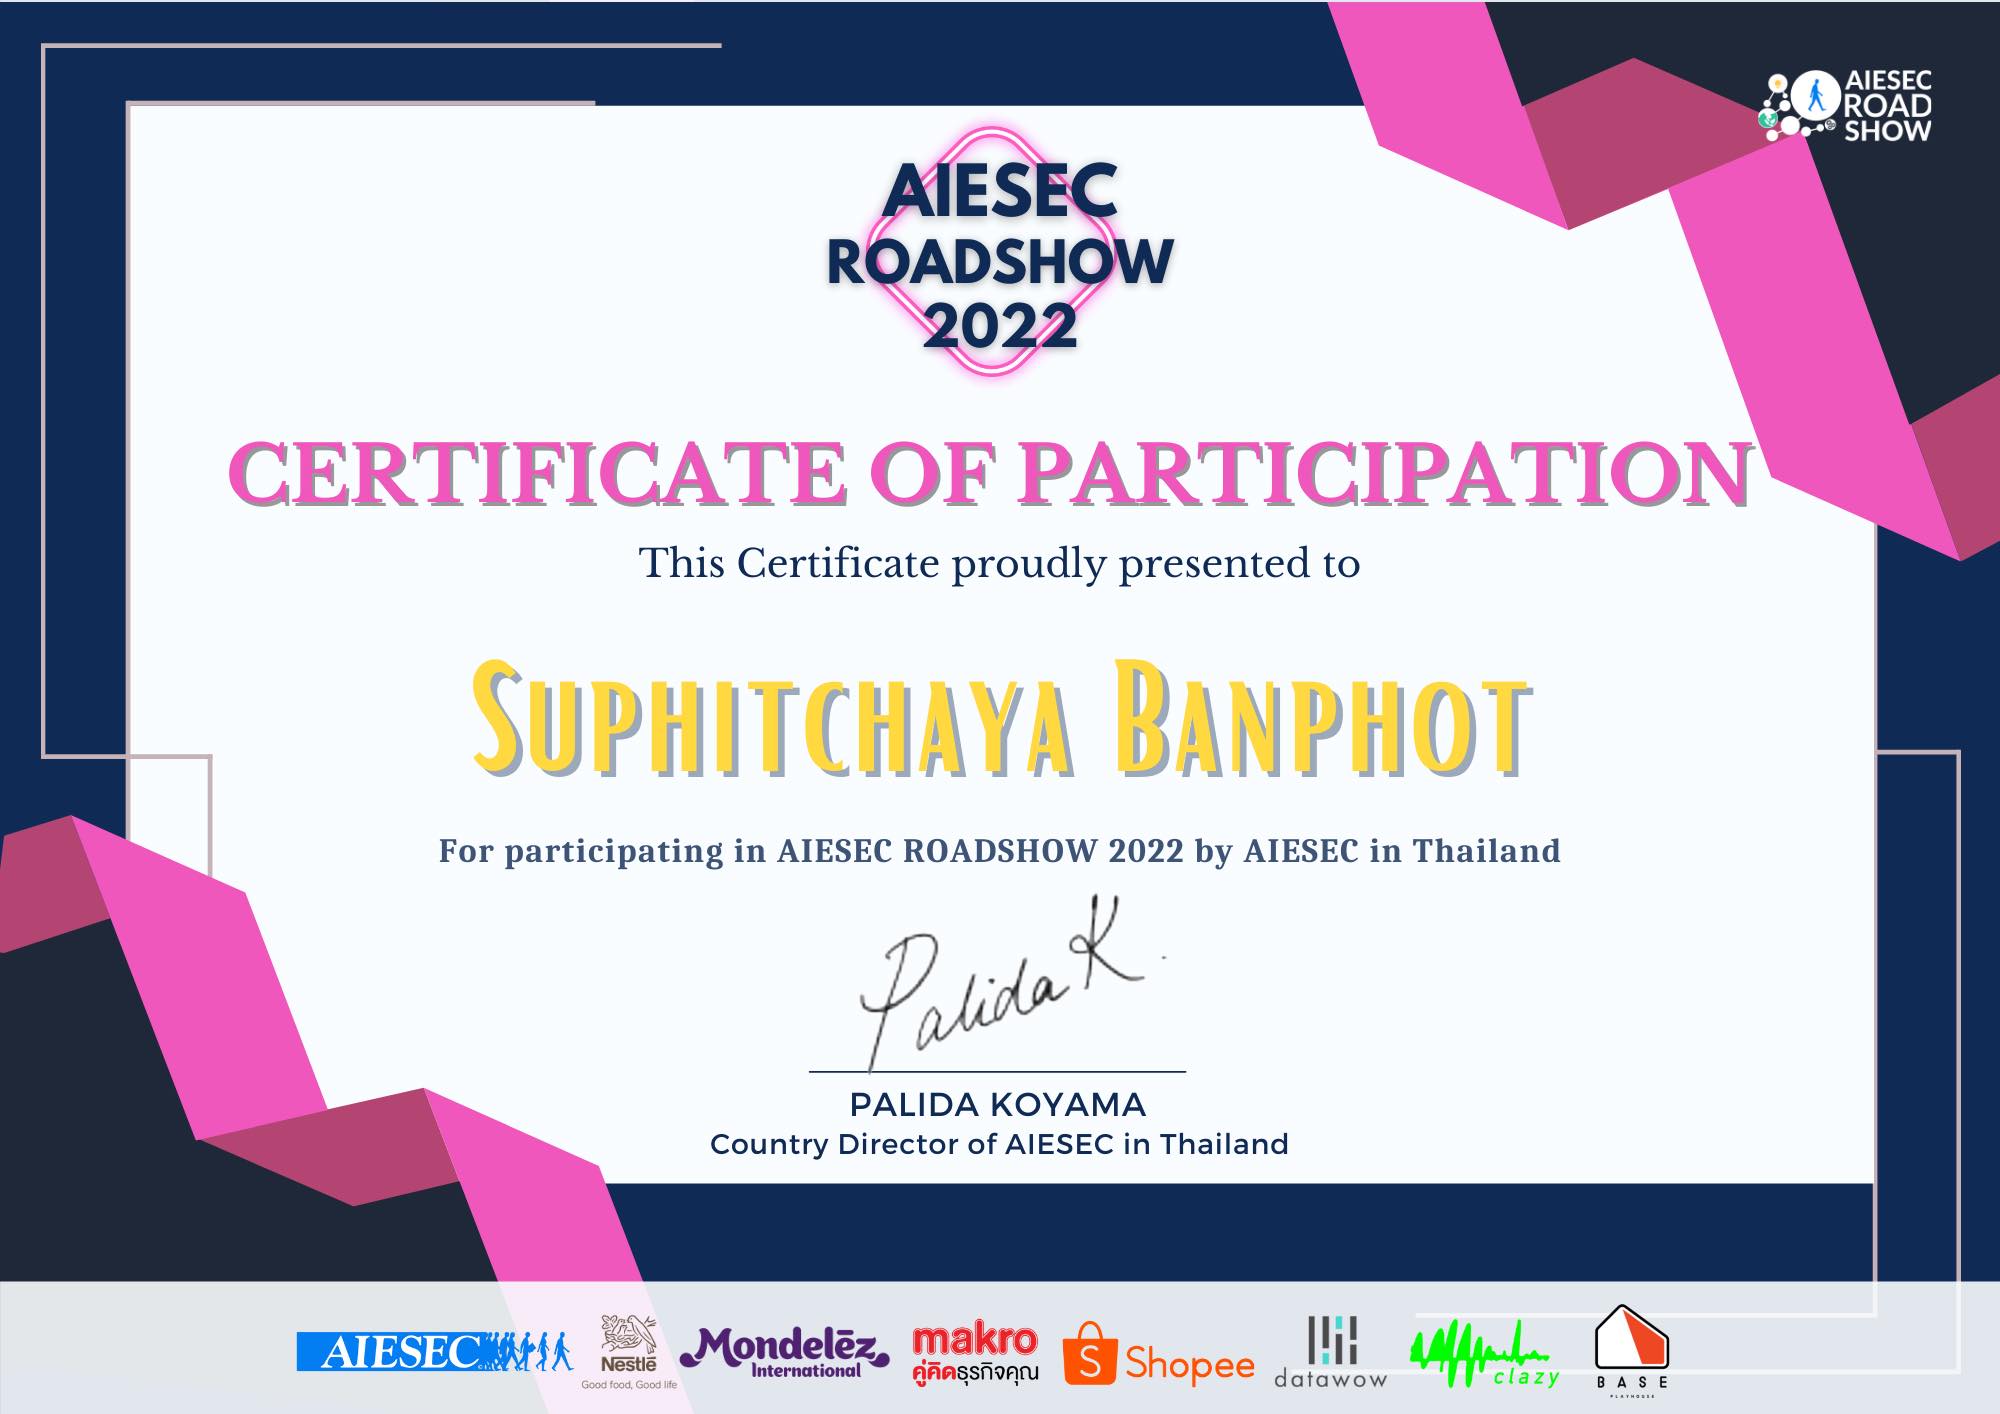 AIESEC
ROAD
SHOW
AIESEC
ROADSHOW
2022
CERTIFICATE OF PARTICIPATION
This Certificate proudly presented to
SUPHITCHAYA BANPHOT
For participating in AIESEC ROADSHOW 2022 by AIESEC in Thailand
Palida K.
PALIDA KOYAMA
Country Director of AIESEC in Thailand
AIESEC
Nestlé
Good food, Good life
Mondelēz
International
makro
คู่คิดธุรกิจคุณ
S Shopee
datawow
clazy
BASE
PLAYHOUSE